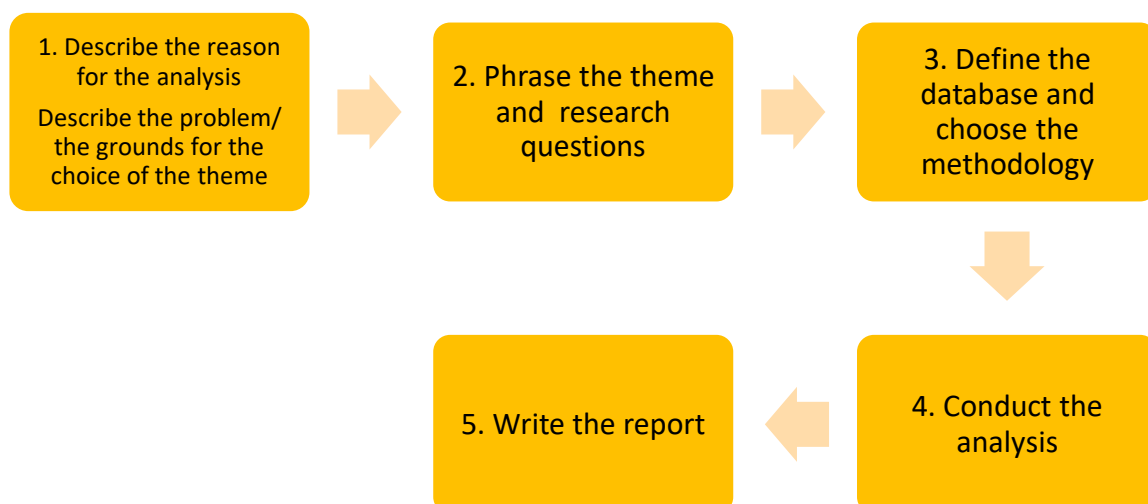 1. Describe the reason
for the analysis
Describe the problem/
the grounds for the
choice of the theme
2. Phrase the theme
and research
questions
3. Define the
database and
choose the
methodology
4. Conduct the
analysis
5. Write the report